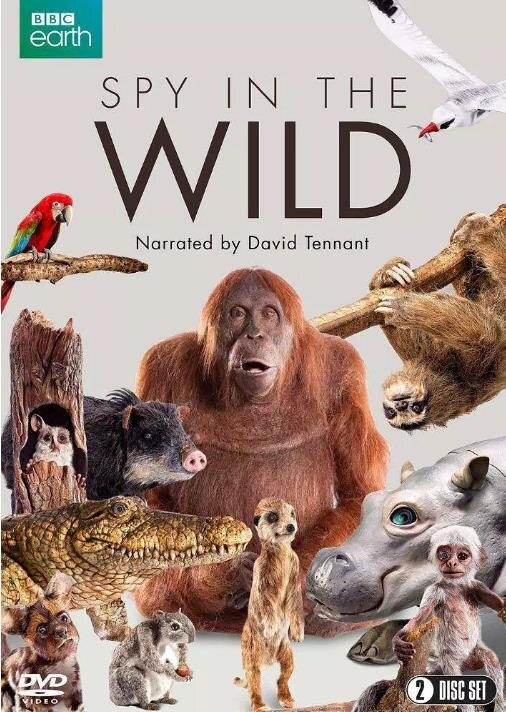 BBC
earth
SPY IN THE
WILD
Narrated by David Tennant
DVD
VIDEO
2 DISC SET